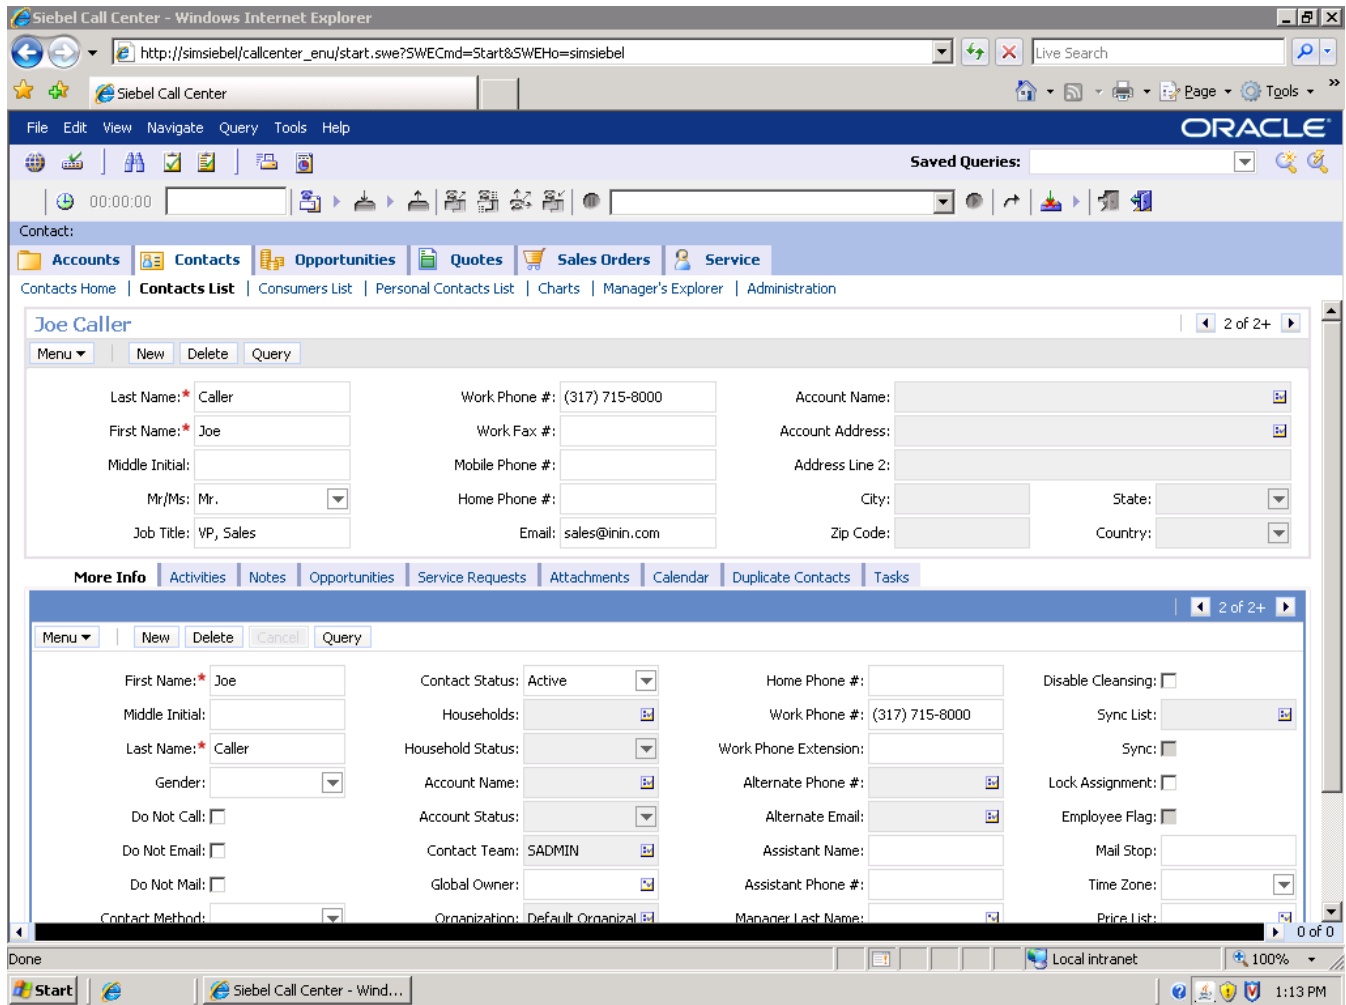 Siebel Call Center - Windows Internet Explorer
http://simsiebel/callcenter_enu/start.swe?SWECmd=Start&SWEHo=simsiebel
Live Search
Siebel Call Center
Page Tools »
File Edit View Navigate Query Tools Help
ORACLE
Saved Queries:
00:00:00
Contact:
Accounts Contacts Opportunities Quotes Sales Orders Service
Contacts Home | Contacts List | Consumers List | Personal Contacts List | Charts | Manager's Explorer | Administration
Joe Caller 2 of 2+
Menu New Delete Query
Last Name:* Caller Work Phone #: (317) 715-8000 Account Name:
First Name:* Joe Work Fax #: Account Address:
Middle Initial: Mobile Phone #: Address Line 2:
Mr/Ms: Mr. Home Phone #: City: State:
Job Title: VP, Sales Email: sales@inin.com Zip Code: Country:
More Info Activities Notes Opportunities Service Requests Attachments Calendar Duplicate Contacts Tasks
2 of 2+
Menu New Delete Cancel Query
First Name:* Joe Contact Status: Active Home Phone #: Disable Cleansing:
Middle Initial: Households: Work Phone #: (317) 715-8000 Sync List:
Last Name:* Caller Household Status: Work Phone Extension: Sync:
Gender: Account Name: Alternate Phone #: Lock Assignment:
Do Not Call: Account Status: Alternate Email: Employee Flag:
Do Not Email: Contact Team: SADMIN Assistant Name: Mail Stop:
Do Not Mail: Global Owner: Assistant Phone #: Time Zone:
Contact Method: Organization: Default Organizal Manager Last Name: Price List:
0 of 0
Done Local intranet 100%
Start Siebel Call Center - Wind... 1:13 PM